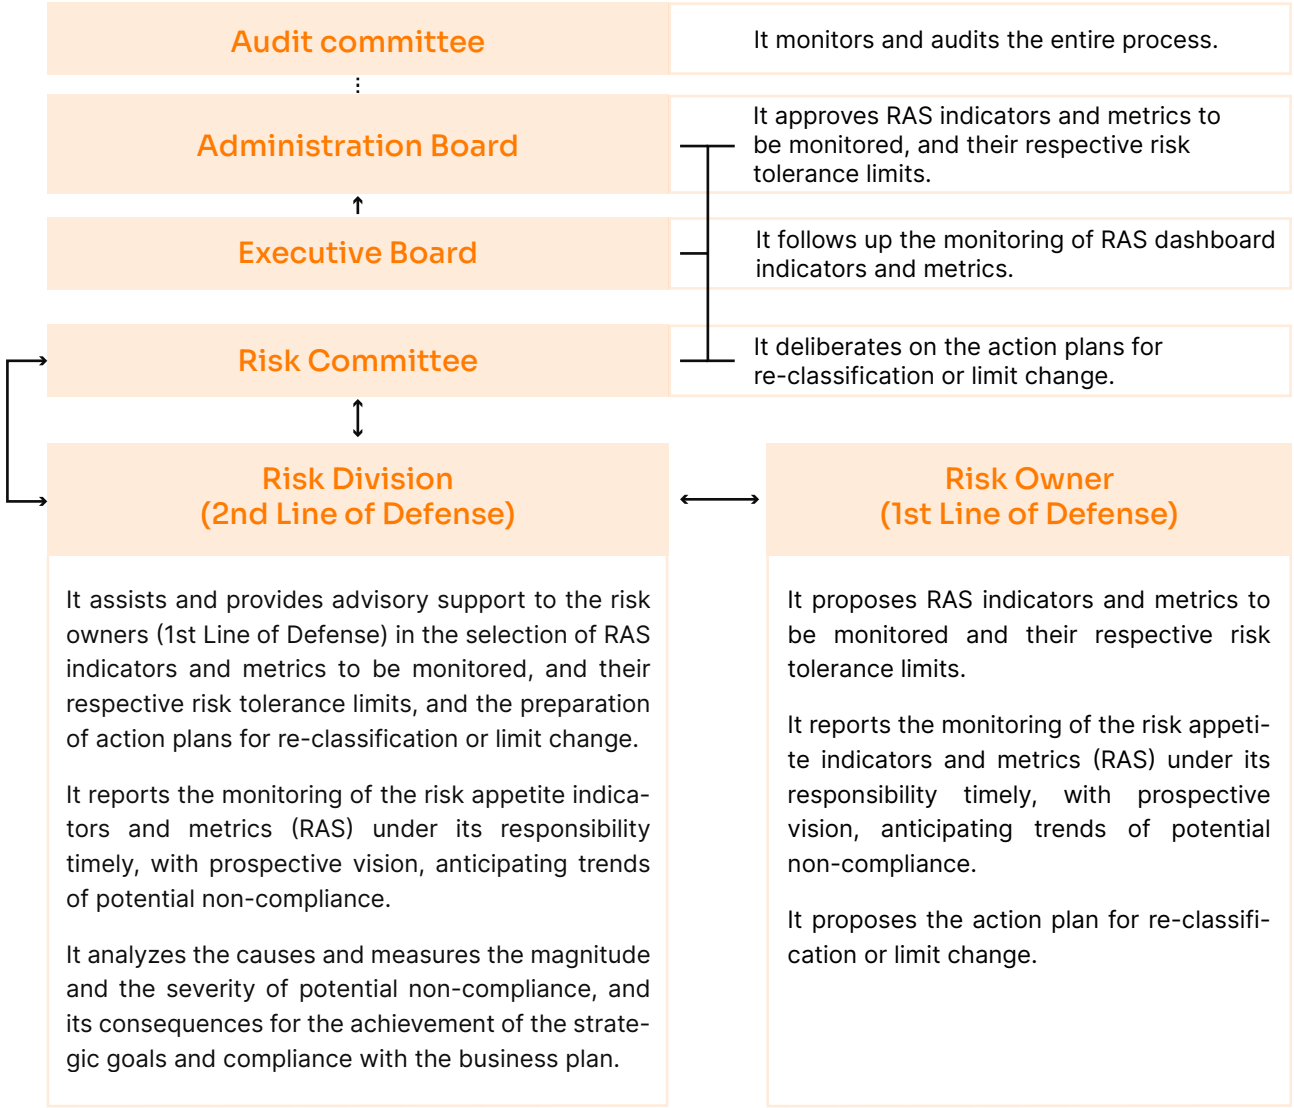 Audit committee
It monitors and audits the entire process.
Administration Board
It approves RAS indicators and metrics to
be monitored, and their respective risk
tolerance limits.
Executive Board
It follows up the monitoring of RAS dashboard
indicators and metrics.
Risk Committee
It deliberates on the action plans for
re-classification or limit change.
Risk Division
(2nd Line of Defense)
It assists and provides advisory support to the risk
owners (1st Line of Defense) in the selection of RAS
indicators and metrics to be monitored, and their
respective risk tolerance limits, and the preparation
of action plans for re-classification or limit change.
It reports the monitoring of the risk appetite indica-
tors and metrics (RAS) under its responsibility
timely, with prospective vision, anticipating trends
of potential non-compliance.
It analyzes the causes and measures the magnitude
and the severity of potential non-compliance, and
its consequences for the achievement of the strate-
gic goals and compliance with the business plan.
Risk Owner
(1st Line of Defense)
It proposes RAS indicators and metrics to
be monitored and their respective risk
tolerance limits.
It reports the monitoring of the risk appeti-
te indicators and metrics (RAS) under its
responsibility timely, with prospective
vision, anticipating trends of potential
non-compliance.
It proposes the action plan for re-classifi-
cation or limit change.